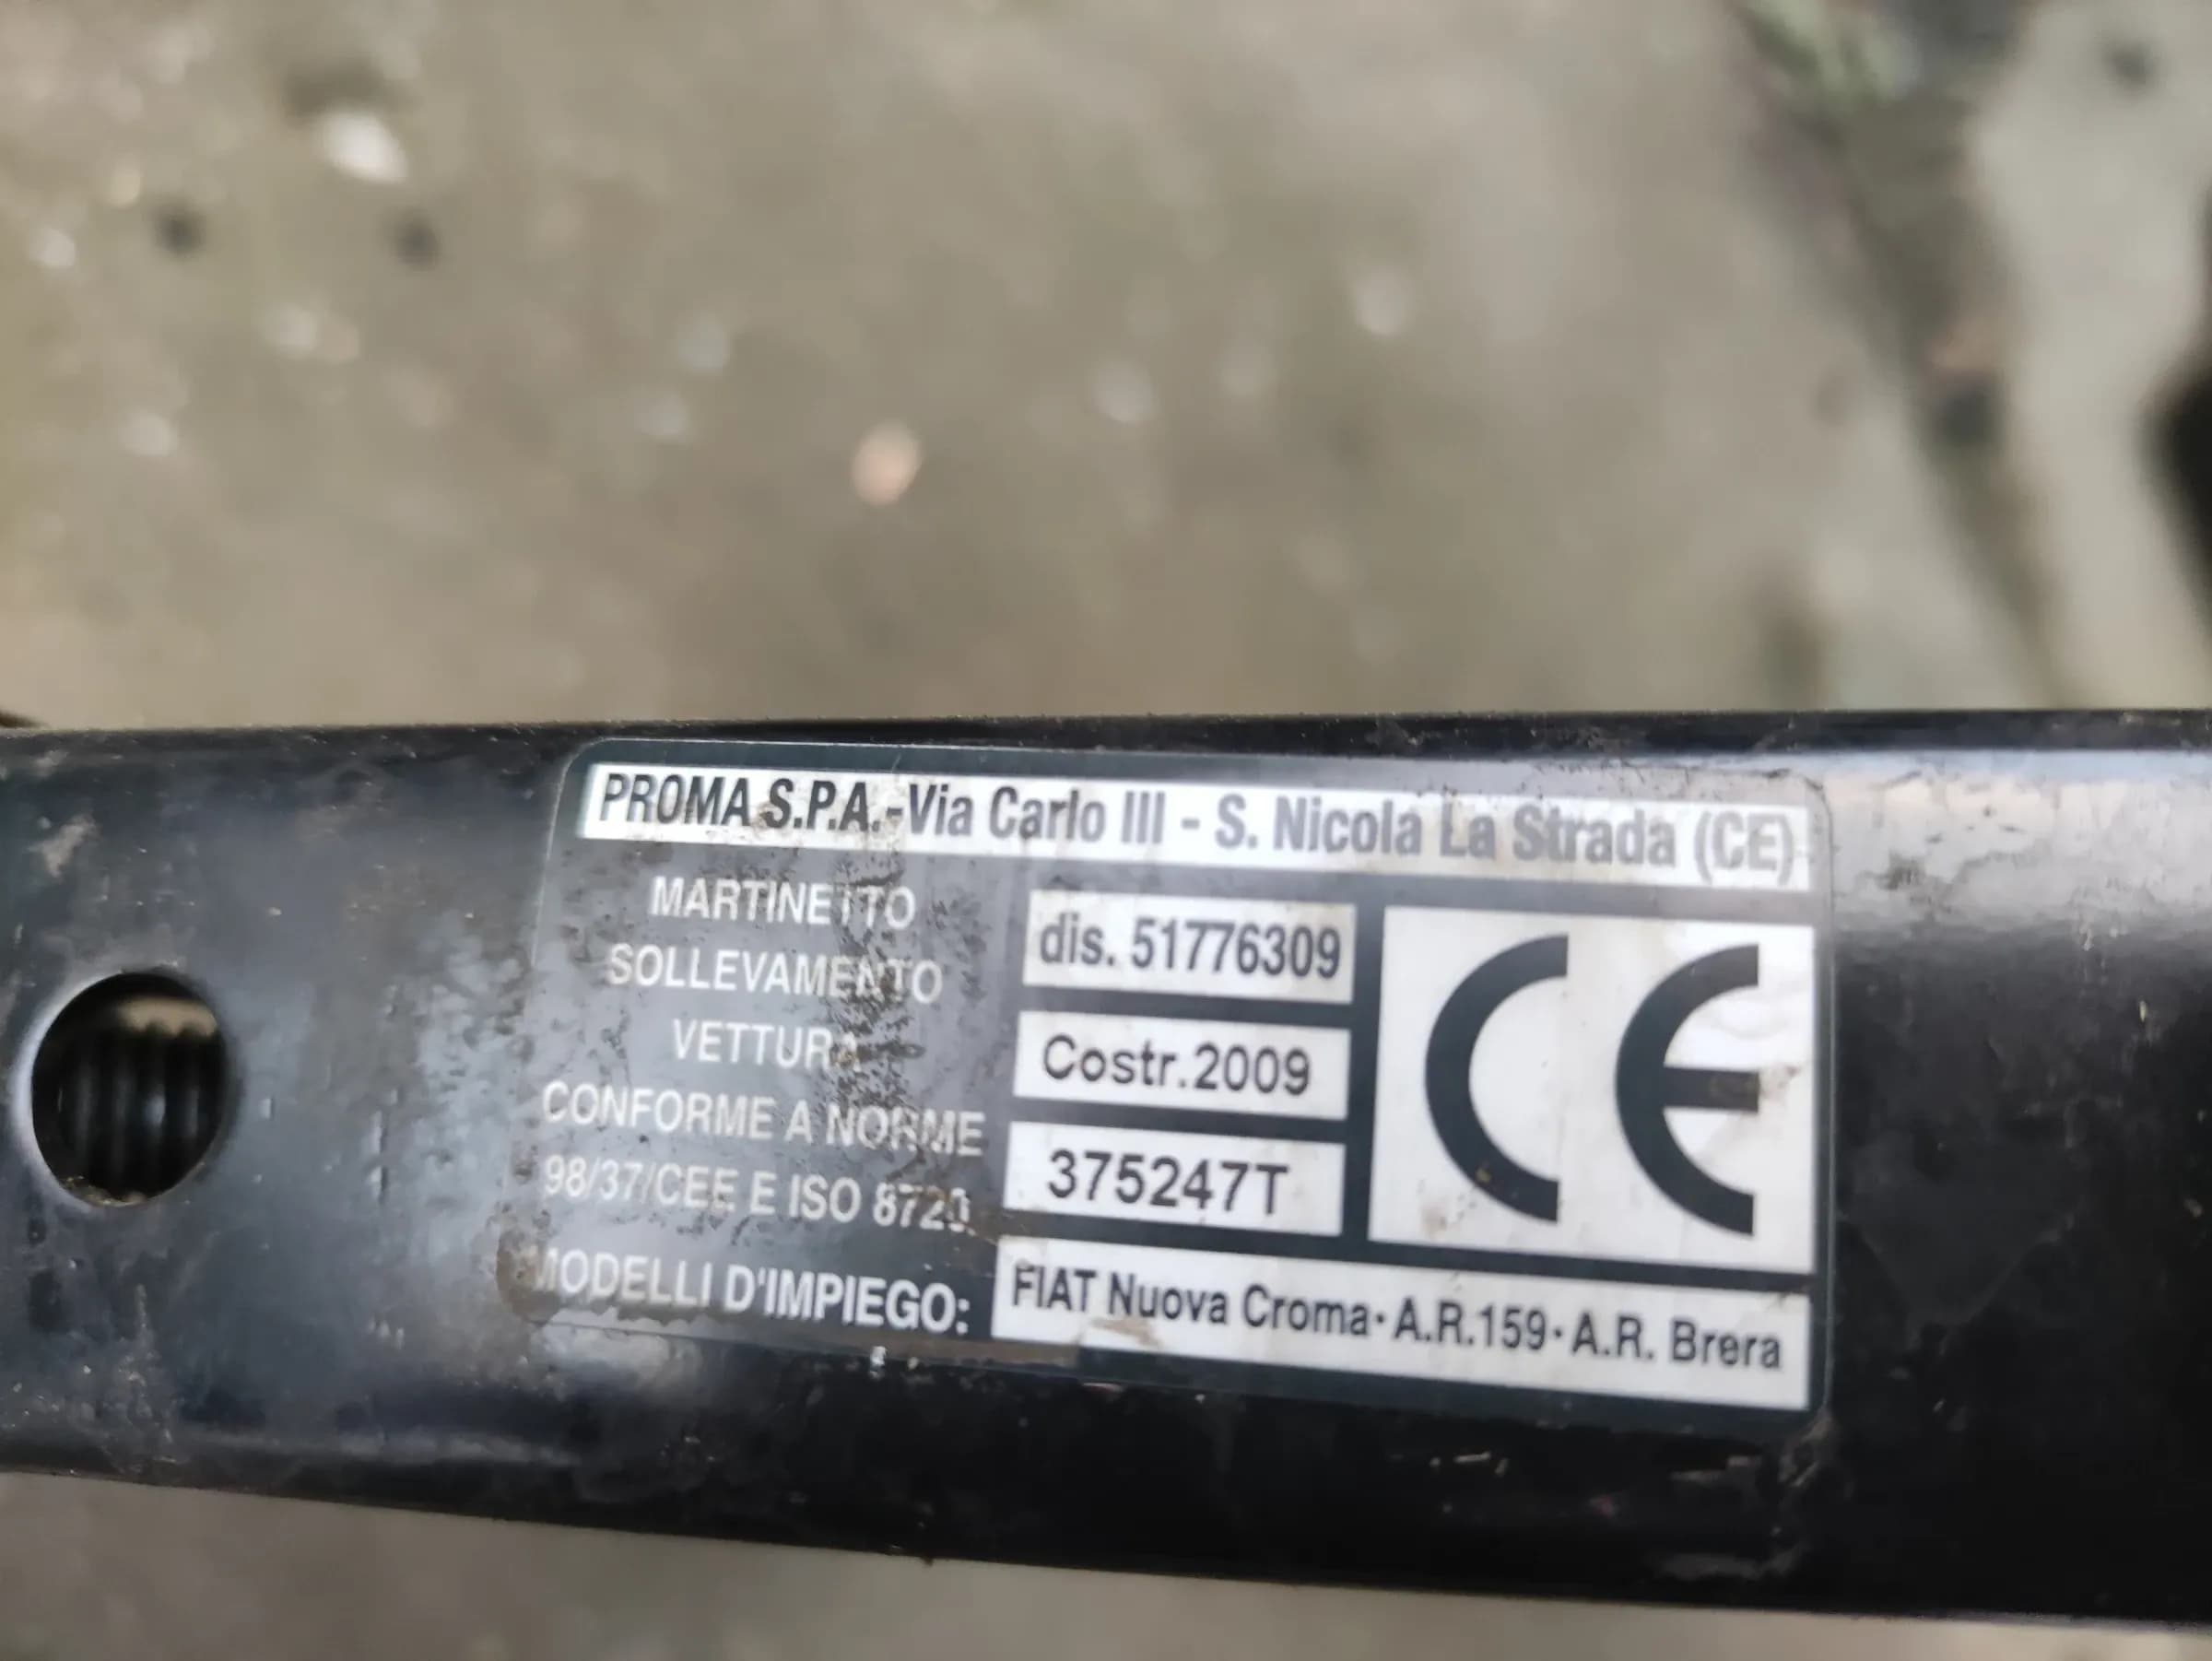 PROMA S.P.A.-Via Carlo III - S. Nicola La Strada (CE)
MARTINETTO
SOLLEVAMENTO
VETTURA
CONFORME A NORME
98/37/CEE E ISO 8720
dis. 51776309
Costr.2009
375247T
CE
MODELLI D'IMPIEGO: FIAT Nuova Croma·A.R.159·A.R. Brera